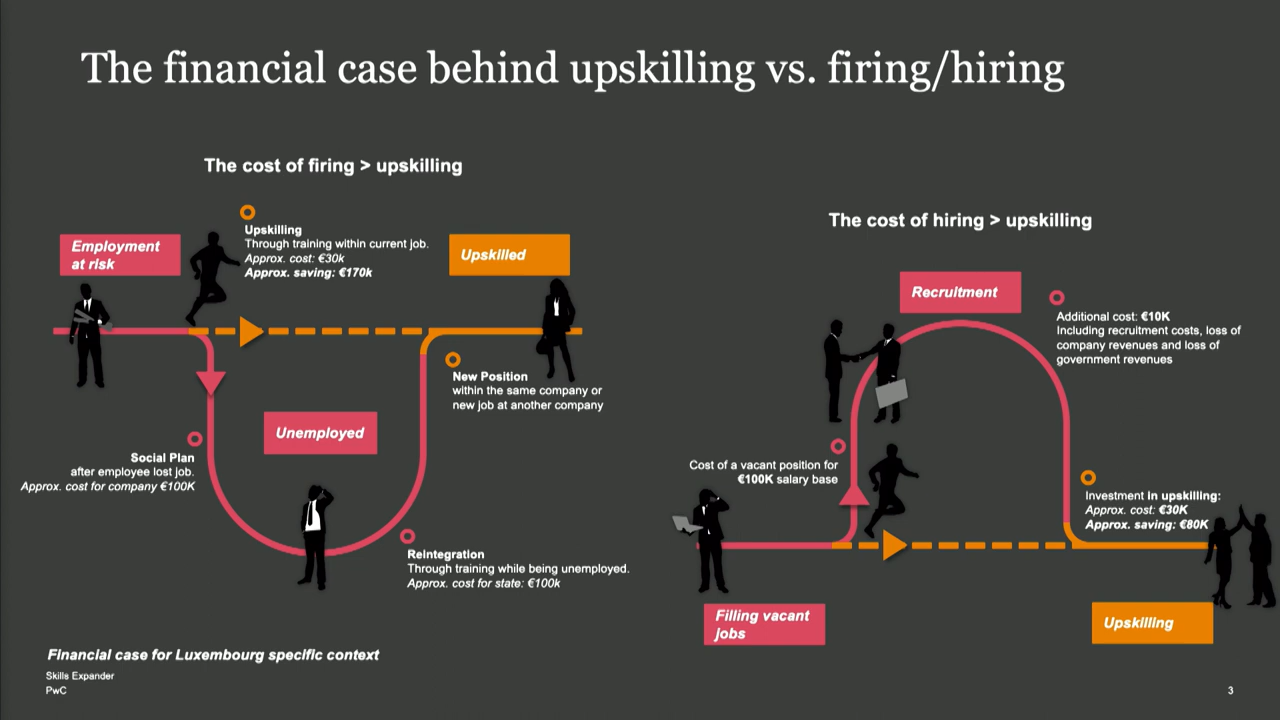 The financial case behind upskilling vs. firing/hiring
The cost of firing > upskilling
Employment
at risk
Upskilling
Through training within current job.
Approx. cost: €30k
Approx. saving: €170k
Upskilled
New Position
within the same company or
new job at another company
Unemployed
Social Plan
after employee lost job.
Approx. cost for company €100K
Reintegration
Through training while being unemployed.
Approx. cost for state: €100k
The cost of hiring > upskilling
Recruitment
Additional cost: €10K
Including recruitment costs, loss of
company revenues and loss of
government revenues
Cost of a vacant position for
€100K salary base
Investment in upskilling:
Approx. cost: €30K
Approx. saving: €80K
Filling vacant
jobs
Upskilling
Financial case for Luxembourg specific context
Skills Expander
PwC
3